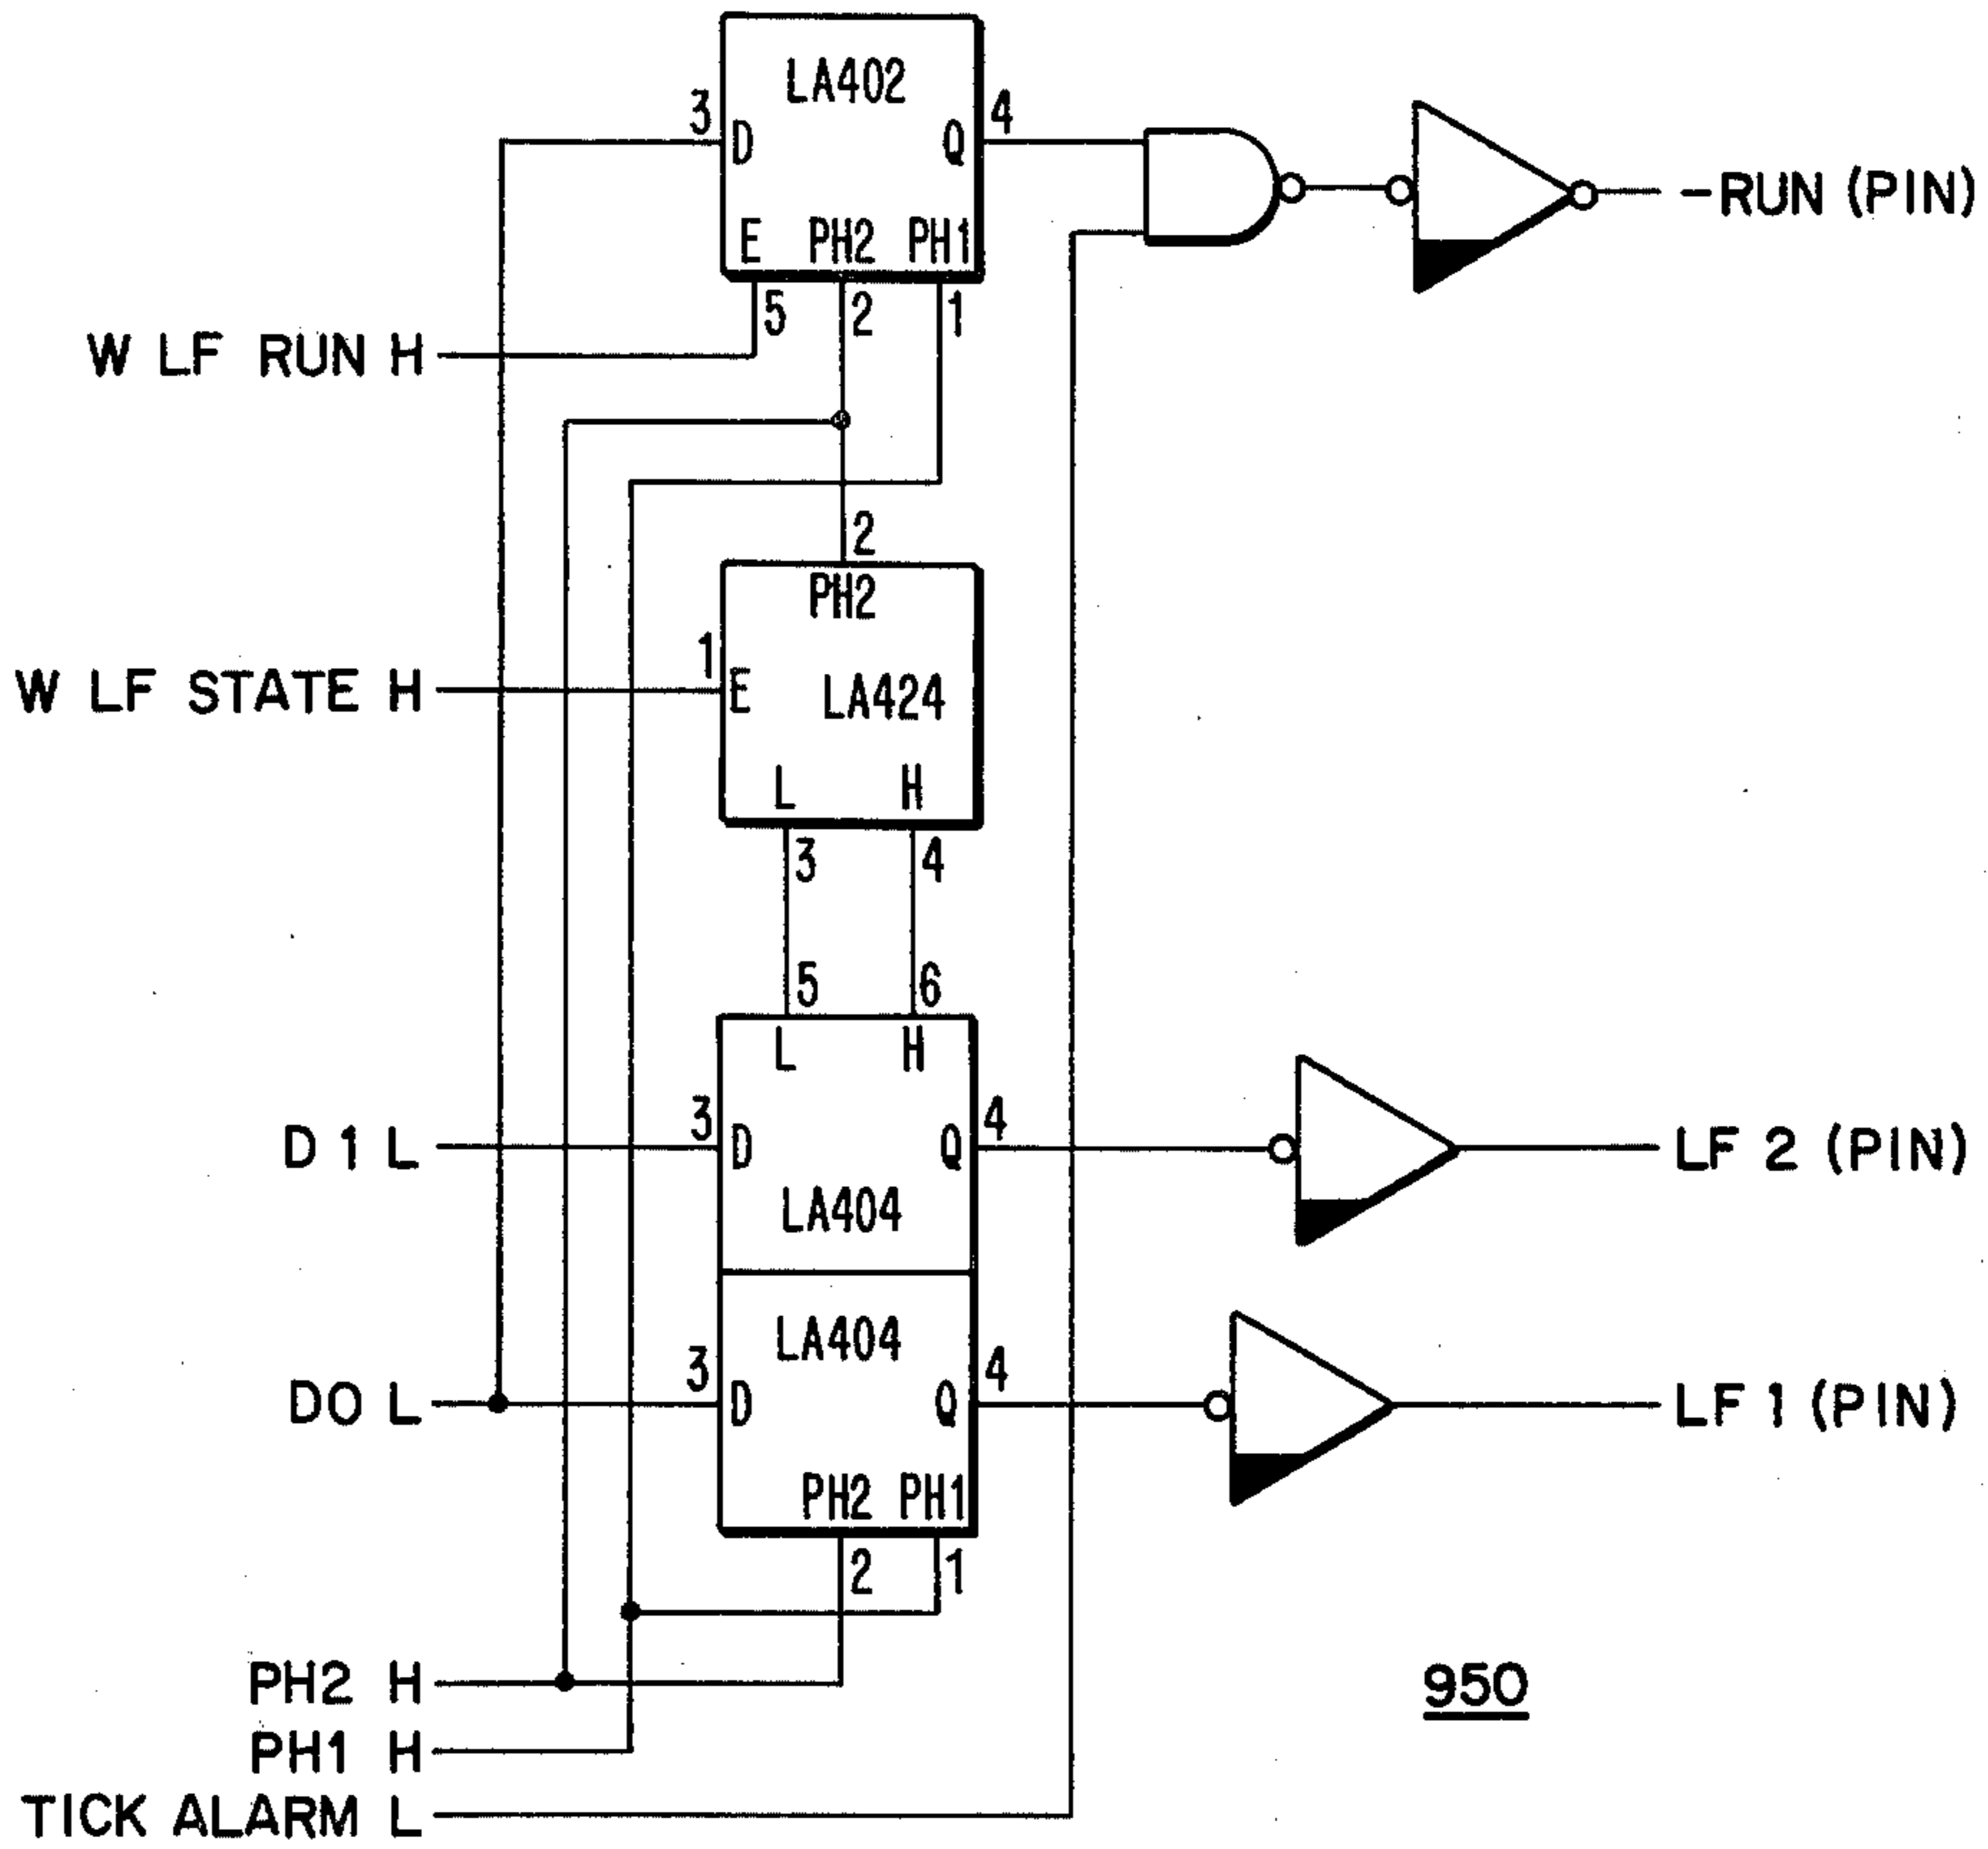 LA402
3
D
Q
4
E
PH2
PH1
5
2
1
-RUN (PIN)
W LF RUN H
2
PH2
1
E
LA424
W LF STATE H
L
H
3
4
5
6
L
H
D 1 L
3
D
Q
4
LF 2 (PIN)
LA404
LA404
D0 L
3
D
Q
4
LF 1 (PIN)
PH2
PH1
2
1
PH2 H
PH1 H
TICK ALARM L
950